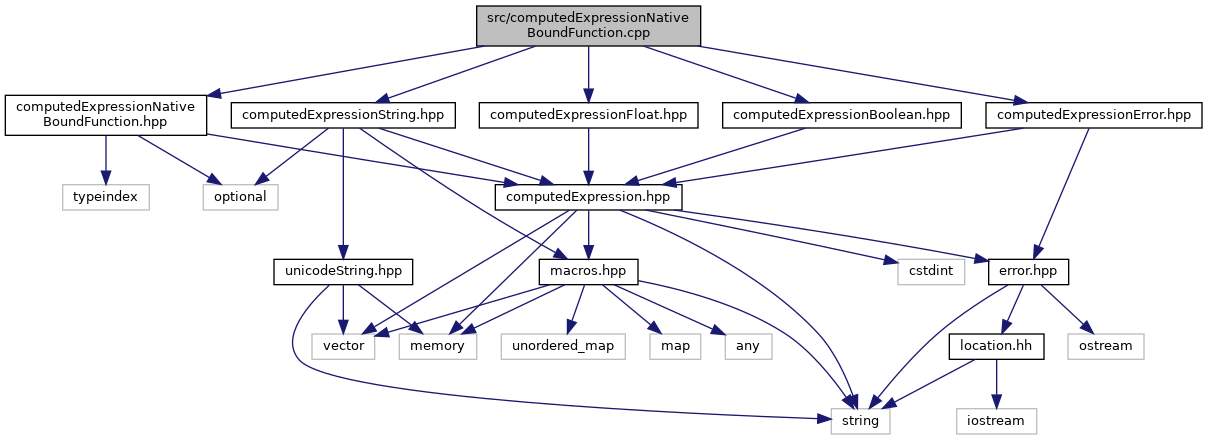 src/computedExpressionNative
BoundFunction.cpp
computedExpressionNative
BoundFunction.hpp
computedExpressionString.hpp
computedExpressionFloat.hpp
computedExpressionBoolean.hpp
computedExpressionError.hpp
typeindex
optional
computedExpression.hpp
unicodeString.hpp
macros.hpp
cstdint
error.hpp
vector
memory
unordered_map
map
any
location.hh
ostream
string
iostream